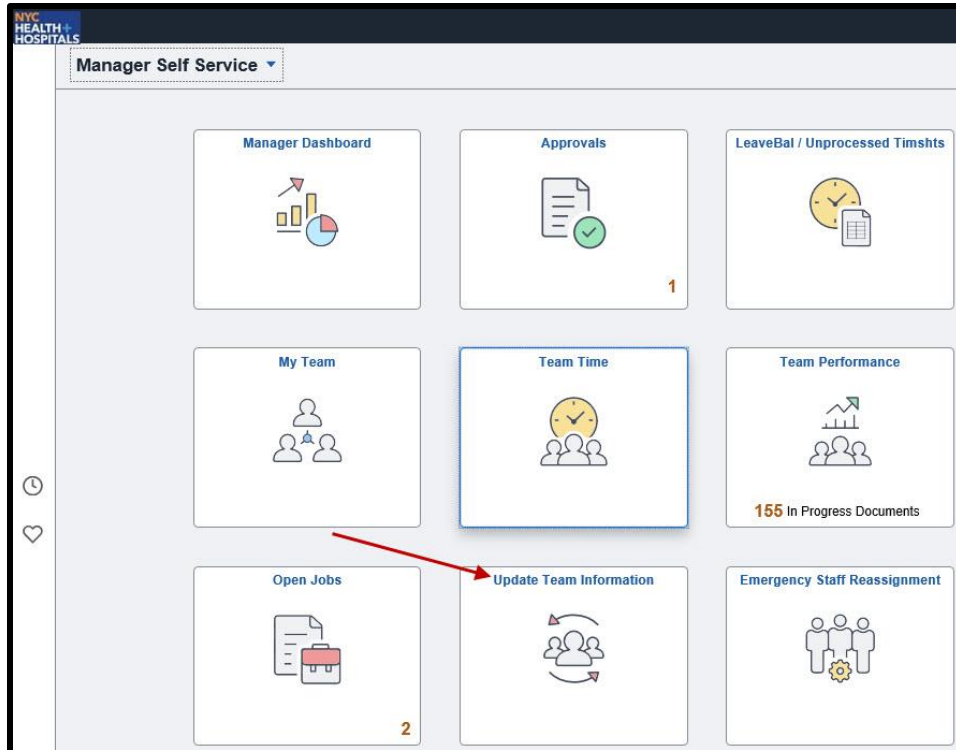 NYC
HEALTH+
HOSPITALS
Manager Self Service
Manager Dashboard
Approvals
LeaveBal / Unprocessed Timshts
1
My Team
Team Time
Team Performance
155 In Progress Documents
Open Jobs
Update Team Information
Emergency Staff Reassignment
2